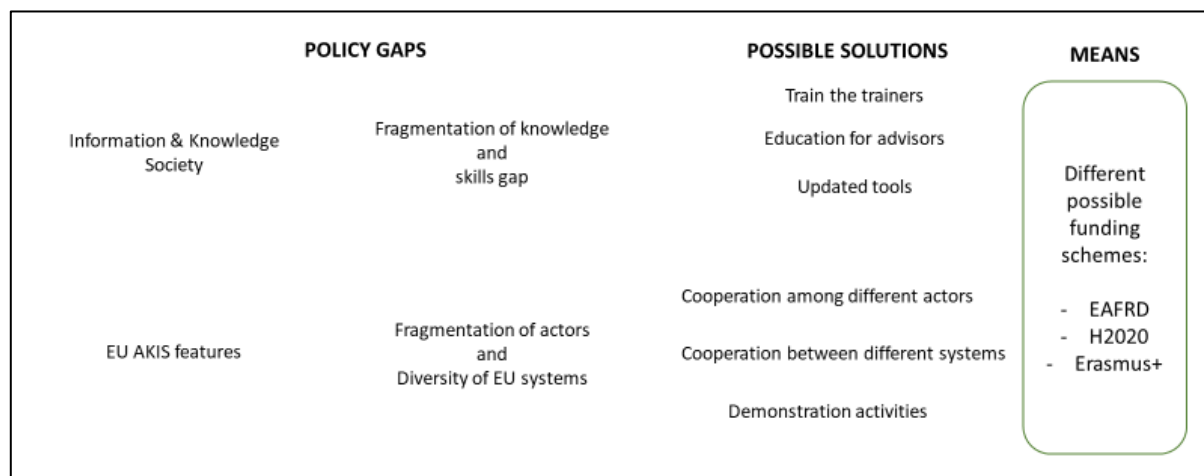 POLICY GAPS
POSSIBLE SOLUTIONS
MEANS
Information & Knowledge
Society
Fragmentation of knowledge
and
skills gap
Train the trainers
Education for advisors
Updated tools
EU AKIS features
Fragmentation of actors
and
Diversity of EU systems
Cooperation among different actors
Cooperation between different systems
Demonstration activities
Different
possible
funding
schemes:
- EAFRD
- H2020
- Erasmus+